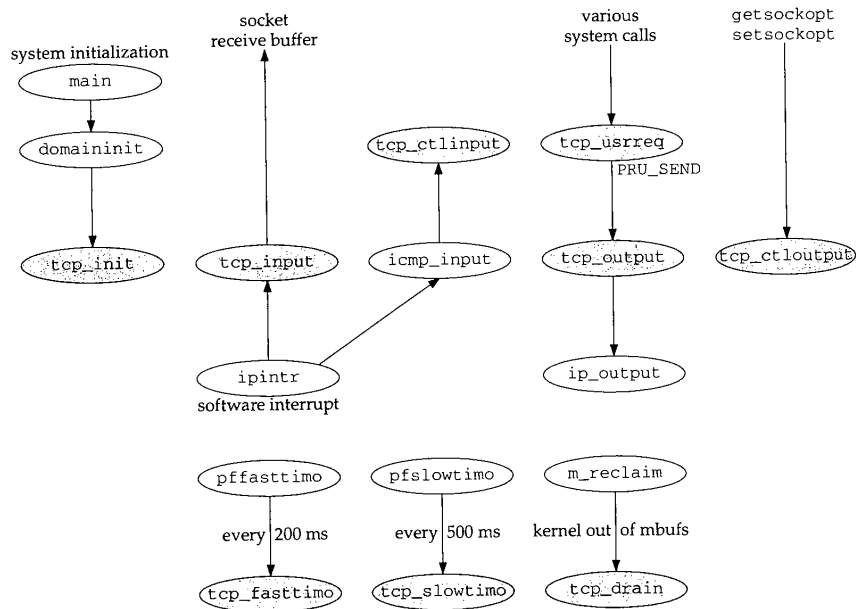 socket
receive buffer
various
system calls
getsockopt
setsockopt
system initialization
main
domaininit
tcp_ctlinput
tcp_usrreq
PRU_SEND
tcp_init
tcp_input
icmp_input
tcp_output
tcp_ctloutput
ipintr
software interrupt
ip_output
pffasttimo
pfslowtimo
m_reclaim
every 200 ms
every 500 ms
kernel out of mbufs
tcp_fasttimo
tcp_slowtimo
tcp_drain